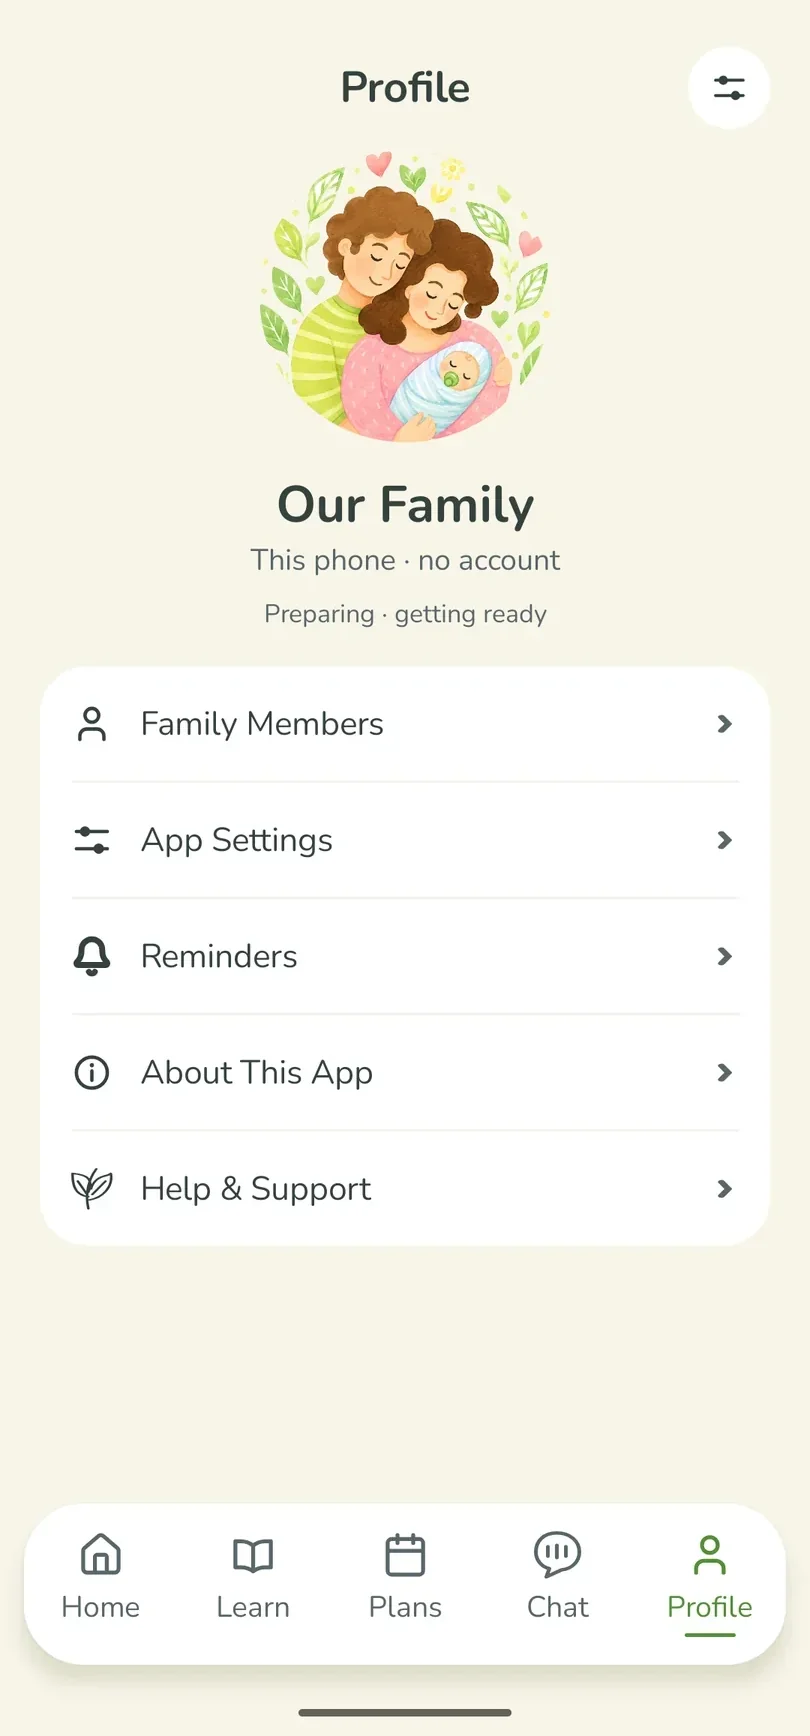 Profile
Our Family
This phone · no account
Preparing · getting ready
Family Members
App Settings
Reminders
About This App
Help & Support
Home
Learn
Plans
Chat
Profile